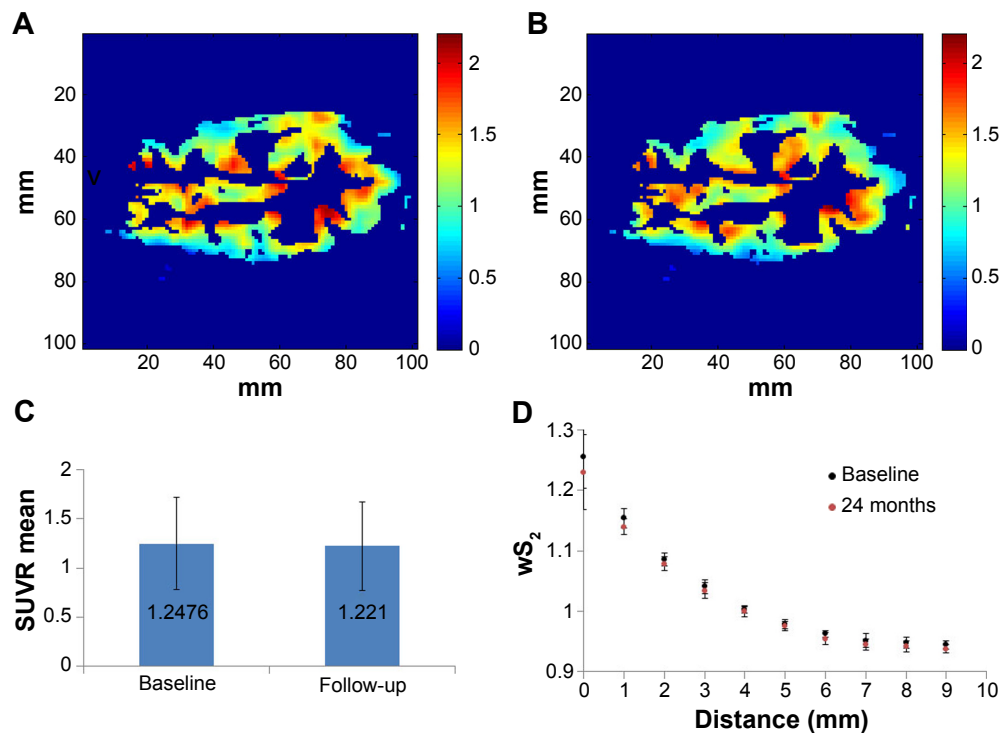 A
B
2
1.5
1
0.5
0
20
40
60
80
100
mm
V
20 40 60 80 100
mm
2
1.5
1
0.5
0
20
40
60
80
100
mm
20 40 60 80 100
mm
C
2
1.5
1
0.5
0
SUVR mean
1.2476 1.221
Baseline Follow-up
D
1.3
1.2
1.1
1
0.9
wS2
Baseline
24 months
0 1 2 3 4 5 6 7 8 9 10
Distance (mm)